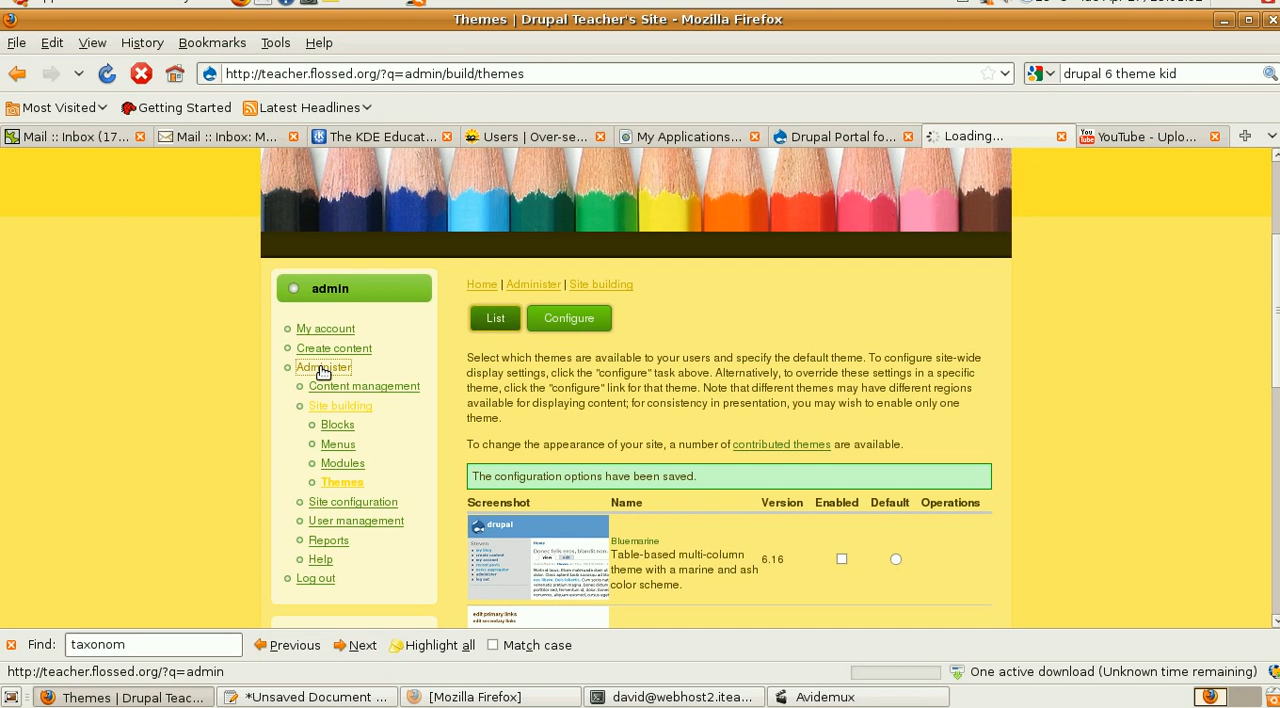 Themes | Drupal Teacher's Site - Mozilla Firefox
File Edit View History Bookmarks Tools Help
http://teacher.flossed.org/?q=admin/build/themes drupal 6 theme kid
Most Visited Getting Started Latest Headlines
Mail :: Inbox (17... Mail :: Inbox: M... The KDE Educat... Users | Over-se... My Applications... Drupal Portal fo... Loading... YouTube - Uplo...
admin
My account
Create content
Administer
Content management
Site building
Blocks
Menus
Modules
Themes
Site configuration
User management
Reports
Help
Log out
Home | Administer | Site building
List Configure
Select which themes are available to your users and specify the default theme. To configure site-wide
display settings, click the "configure" task above. Alternatively, to override these settings in a specific
theme, click the "configure" link for that theme. Note that different themes may have different regions
available for displaying content; for consistency in presentation, you may wish to enable only one
theme.
To change the appearance of your site, a number of contributed themes are available.
The configuration options have been saved.
Screenshot Name Version Enabled Default Operations
drupal
Bluemarine
Table-based multi-column
theme with a marine and ash
color scheme.
6.16
edit primary links
edit secondary links
Find: taxonom Previous Next Highlight all Match case
http://teacher.flossed.org/?q=admin One active download (Unknown time remaining)
Themes | Drupal Teac... *Unsaved Document ... [Mozilla Firefox] david@webhost2.itea... Avidemux